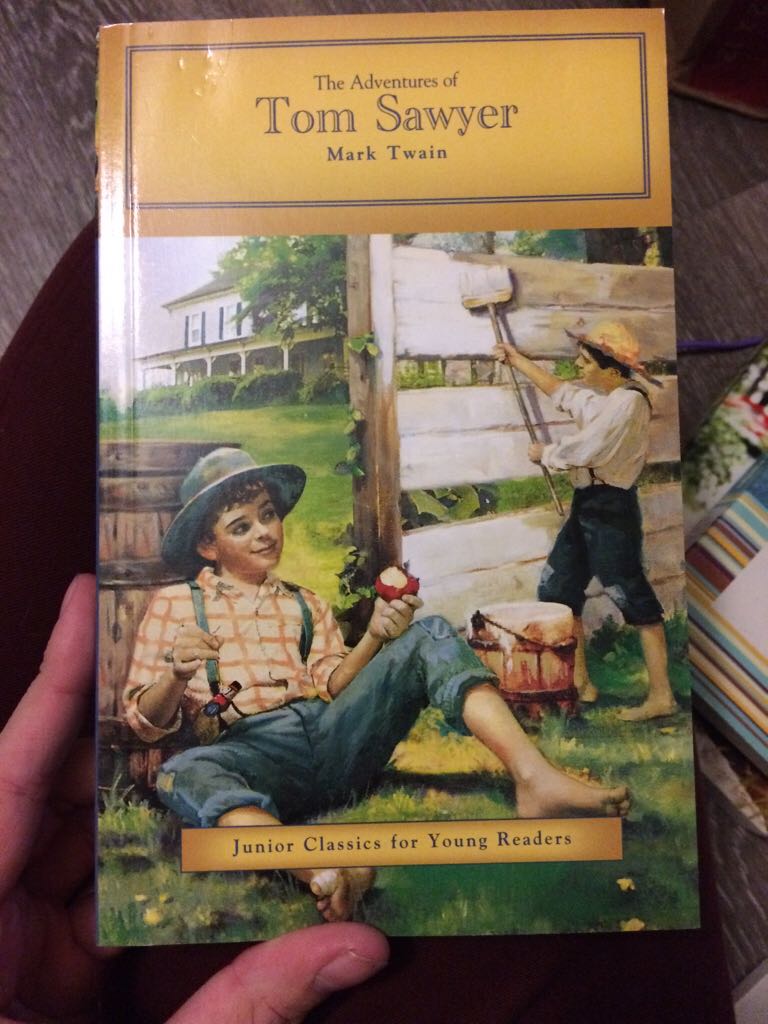 The Adventures of
Tom Sawyer
Mark Twain
Junior Classics for Young Readers